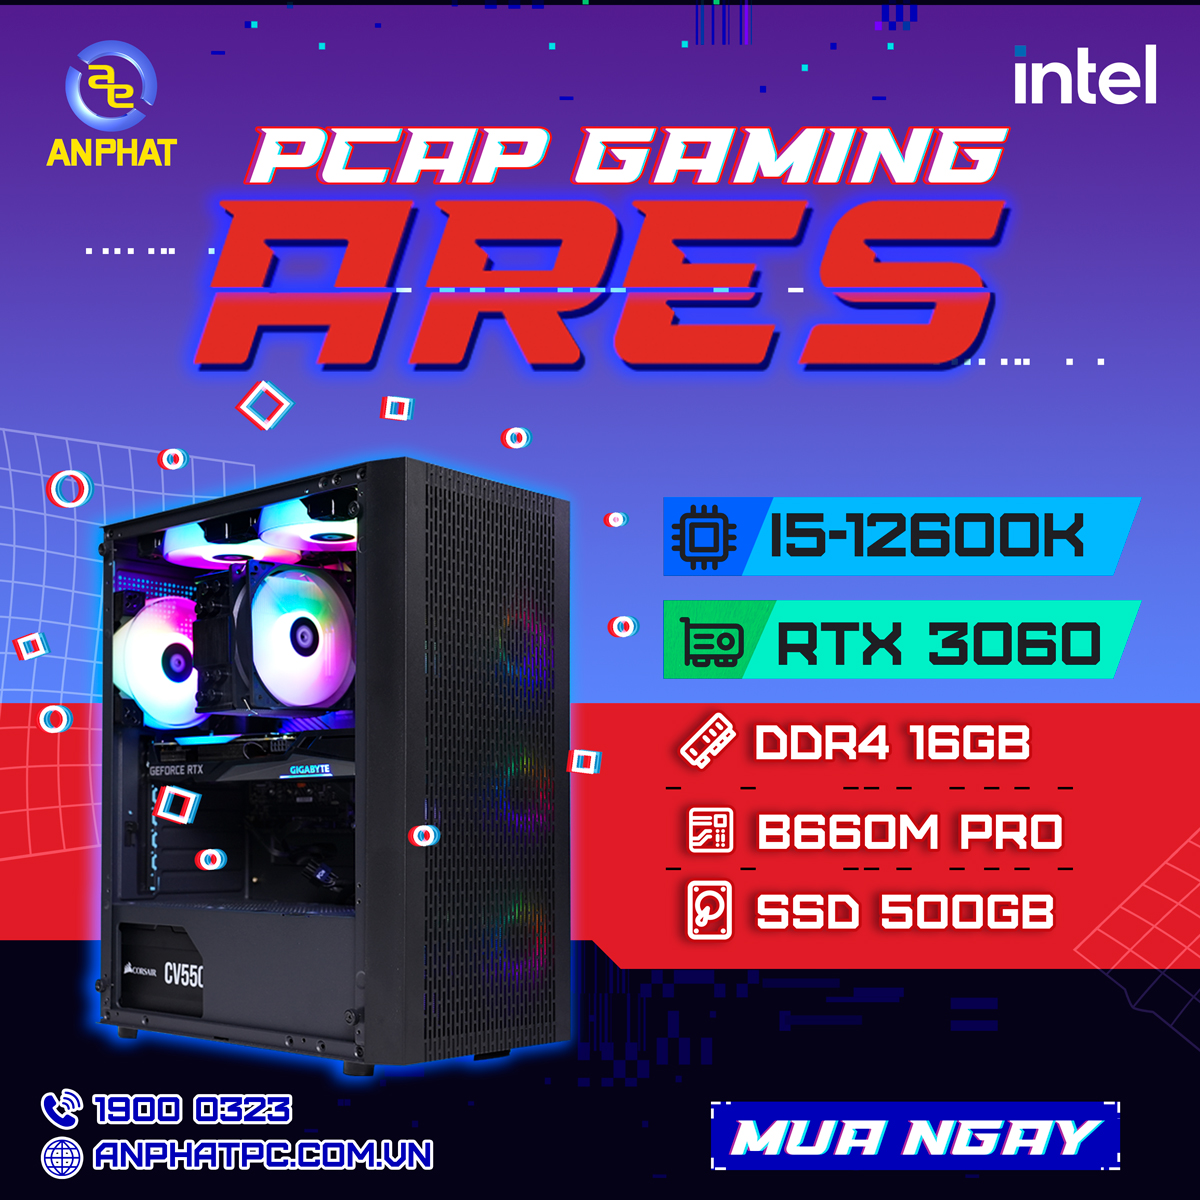 ae
ANPHAT
intel
PCAP GAMING
ARES
I5-12600K
RTX 3060
DDR4 16GB
B660M PRO
SSD 500GB
GEFORCE RTX
GIGABYTE
CORSAIR
CV550
1900 0323
ANPHATPC.COM.VN
MUA NGAY